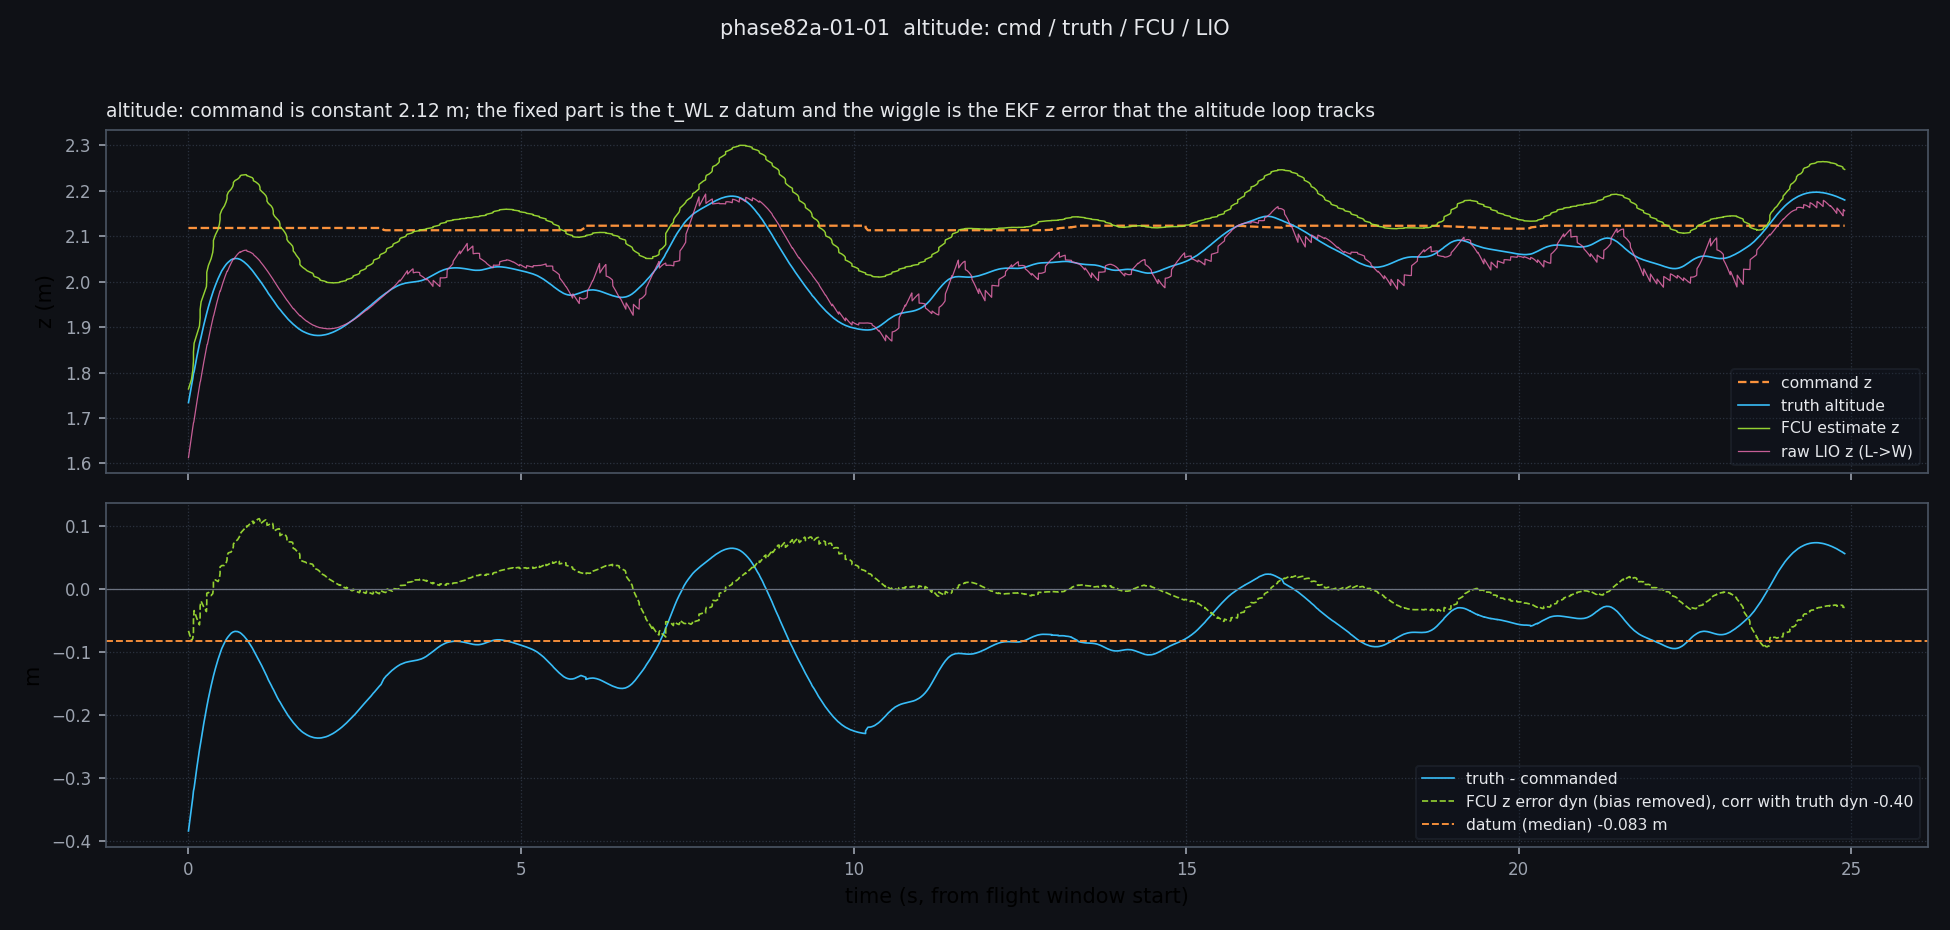 phase82a-01-01  altitude: cmd / truth / FCU / LIO
altitude: command is constant 2.12 m; the fixed part is the t_WL z datum and the wiggle is the EKF z error that the altitude loop tracks
z (m)
2.3
2.2
2.1
2.0
1.9
1.8
1.7
1.6
command z
truth altitude
FCU estimate z
raw LIO z (L->W)
m
0.1
0.0
−0.1
−0.2
−0.3
−0.4
truth - commanded
FCU z error dyn (bias removed), corr with truth dyn -0.40
datum (median) -0.083 m
0 5 10 15 20 25
time (s, from flight window start)